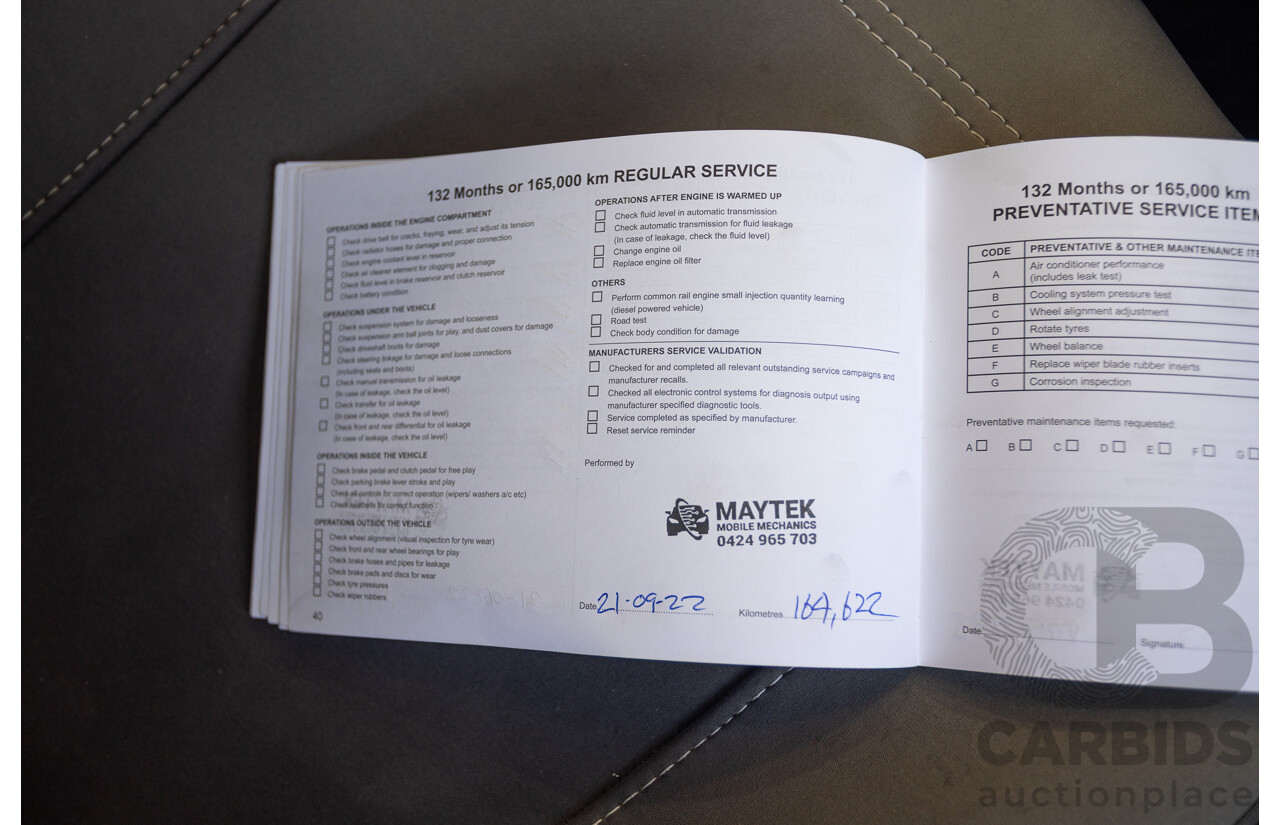 132 Months or 165,000 km REGULAR SERVICE
OPERATIONS INSIDE THE ENGINE COMPARTMENT
Check drive belt for cracks, fraying, wear, and adjust its tension
Check radiator hoses for damage and proper connection
Check engine coolant level in reservoir
Check air cleaner element for clogging and damage
Check fluid level in brake reservoir and clutch reservoir
Check battery condition
OPERATIONS UNDER THE VEHICLE
Check suspension system for damage and looseness
Check suspension arm ball joints for play, and dust covers for damage
Check driveshaft boots for damage
Check steering linkage for damage and loose connections
(including seals and boots)
Check manual transmission for oil leakage
(In case of leakage, check the oil level)
Check transfer for oil leakage
(In case of leakage, check the oil level)
Check front and rear differential for oil leakage
(In case of leakage, check the oil level)
OPERATIONS INSIDE THE VEHICLE
Check brake pedal and clutch pedal for free play
Check parking brake lever stroke and play
Check all controls for correct operation (wipers/ washers a/c etc)
Check seatbelts for correct function
OPERATIONS OUTSIDE THE VEHICLE
Check wheel alignment (visual inspection for tyre wear)
Check front and rear wheel bearings for play
Check brake hoses and pipes for leakage
Check brake pads and discs for wear
Check tyre pressures
Check wiper rubbers
40
OPERATIONS AFTER ENGINE IS WARMED UP
Check fluid level in automatic transmission
Check automatic transmission for fluid leakage
(In case of leakage, check the fluid level)
Change engine oil
Replace engine oil filter
OTHERS
Perform common rail engine small injection quantity learning
(diesel powered vehicle)
Road test
Check body condition for damage
MANUFACTURERS SERVICE VALIDATION
Checked for and completed all relevant outstanding service campaigns and
manufacturer recalls.
Checked all electronic control systems for diagnosis output using
manufacturer specified diagnostic tools.
Service completed as specified by manufacturer.
Reset service reminder
Performed by
MAYTEK
MOBILE MECHANICS
0424 965 703
Date 21-09-22 Kilometres 164,622
132 Months or 165,000 km
PREVENTATIVE SERVICE ITEM
CODE PREVENTATIVE & OTHER MAINTENANCE ITE
A Air conditioner performance
(includes leak test)
B Cooling system pressure test
C Wheel alignment adjustment
D Rotate tyres
E Wheel balance
F Replace wiper blade rubber inserts
G Corrosion inspection
Preventative maintenance items requested:
A B C D E F G
Date Signature
CB
CARBIDS
auctionplace